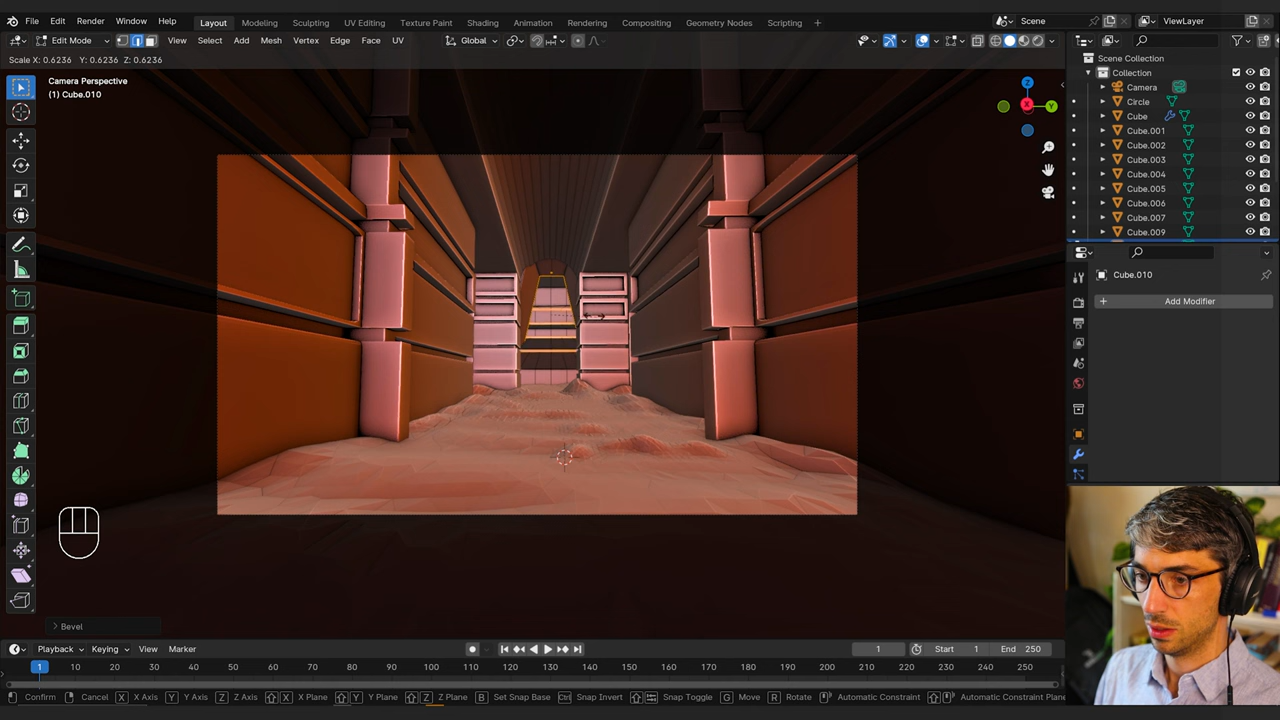 File Edit Render Window Help Layout Modeling Sculpting UV Editing Texture Paint Shading Animation Rendering Compositing Geometry Nodes Scripting + Scene ViewLayer
Edit Mode View Select Add Mesh Vertex Edge Face UV Global
Scale X: 0.6236 Y: 0.6236 Z: 0.6236
Camera Perspective
(1) Cube.010
Z
Y
X
Scene Collection
Collection
Camera
Circle
Cube
Cube.001
Cube.002
Cube.003
Cube.004
Cube.005
Cube.006
Cube.007
Cube.009
Cube.010
+ Add Modifier
> Bevel
Playback Keying View Marker 1 Start 1 End 250
1 10 20 30 40 50 60 70 80 90 100 110 120 130 140 150 160 170 180 190 200 210 220 230 240 250
Confirm Cancel X X Axis Y Y Axis Z Z Axis X X Plane Y Y Plane Z Z Plane B Set Snap Base Ctrl Snap Invert Snap Toggle G Move R Rotate Automatic Constraint Automatic Constraint Plane